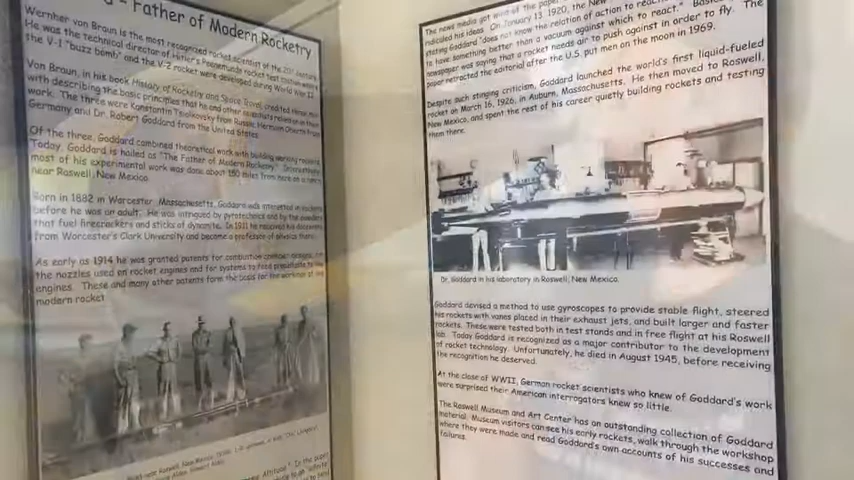 - Father of Modern Rocketry
Wernher von Braun is the most recognized rocket scientist of the 20th century.
He was the technical director of Hitler's Peenemunde rocket test station where
the V-1 "buzz bomb" and the V-2 rocket were developed during World War II.
Von Braun, in his book History of Rocketry and Space Travel, credited three men
with describing the basic principles that he and other scientists relied on in their
work. The three were Konstantin Tsiolkovsky from Russia; Hermann Oberth from
Germany and Dr. Robert Goddard from the United States.
Of the three, Goddard combined theoretical work with building working rockets.
Today, Goddard is hailed as "The Father of Modern Rocketry."
most of his experimental work was done about 150 miles from here on a
near Roswell, New Mexico.
Born in 1882 in Worcester, Massachusetts, Goddard was interested in
before he was an adult. He was intrigued by pyrotechnics and by the
that fuel firecrackers and sticks of dynamite. In 1911 he received his doctorate
from Worcester's Clark University and became a professor of physics there.
As early as 1914 he was granted patents for combustion
the nozzles used on rocket engines and for systems to feed
engines. These and many other patents form the basis for the workings of
modern rocket
near Roswell, New Mexico
Attitude". In the
The news media got wind of the paper
ridiculed his ideas. On January 13, 1920, the New
stating Goddard "does not know the relation of action to
to have something better than a vacuum against which to react."
newspaper was saying that a rocket needs air to push against in order to fly. The
paper retracted the editorial after the U.S. put men on the moon in 1969.
Despite such stinging criticism, Goddard launched the world's first liquid-fueled
rocket on March 16, 1926, in Auburn, Massachusetts. He then moved to Roswell,
New Mexico, and spent the rest of his career quietly building rockets and testing
them there.
Dr. Goddard in his laboratory in Roswell, New Mexico.
Goddard devised a method to use gyroscopes to provide stable flight, steered
his rockets with vanes placed in their exhaust jets, and built larger and faster
rockets. These were tested both in test stands and in free flight at his Roswell
lab. Today Goddard is recognized as a major contributor to the development
of rocket technology. Unfortunately, he died in August 1945, before receiving
the recognition he deserved.
At the close of WWII, German rocket scientists who knew of Goddard's work
were surprised their American interrogators knew so little.
The Roswell Museum and Art Center has an outstanding collection of Goddard
material. Museum visitors can see his early rockets, walk through the workshop
where they were made and read Goddard's own accounts of his successes and
failures.